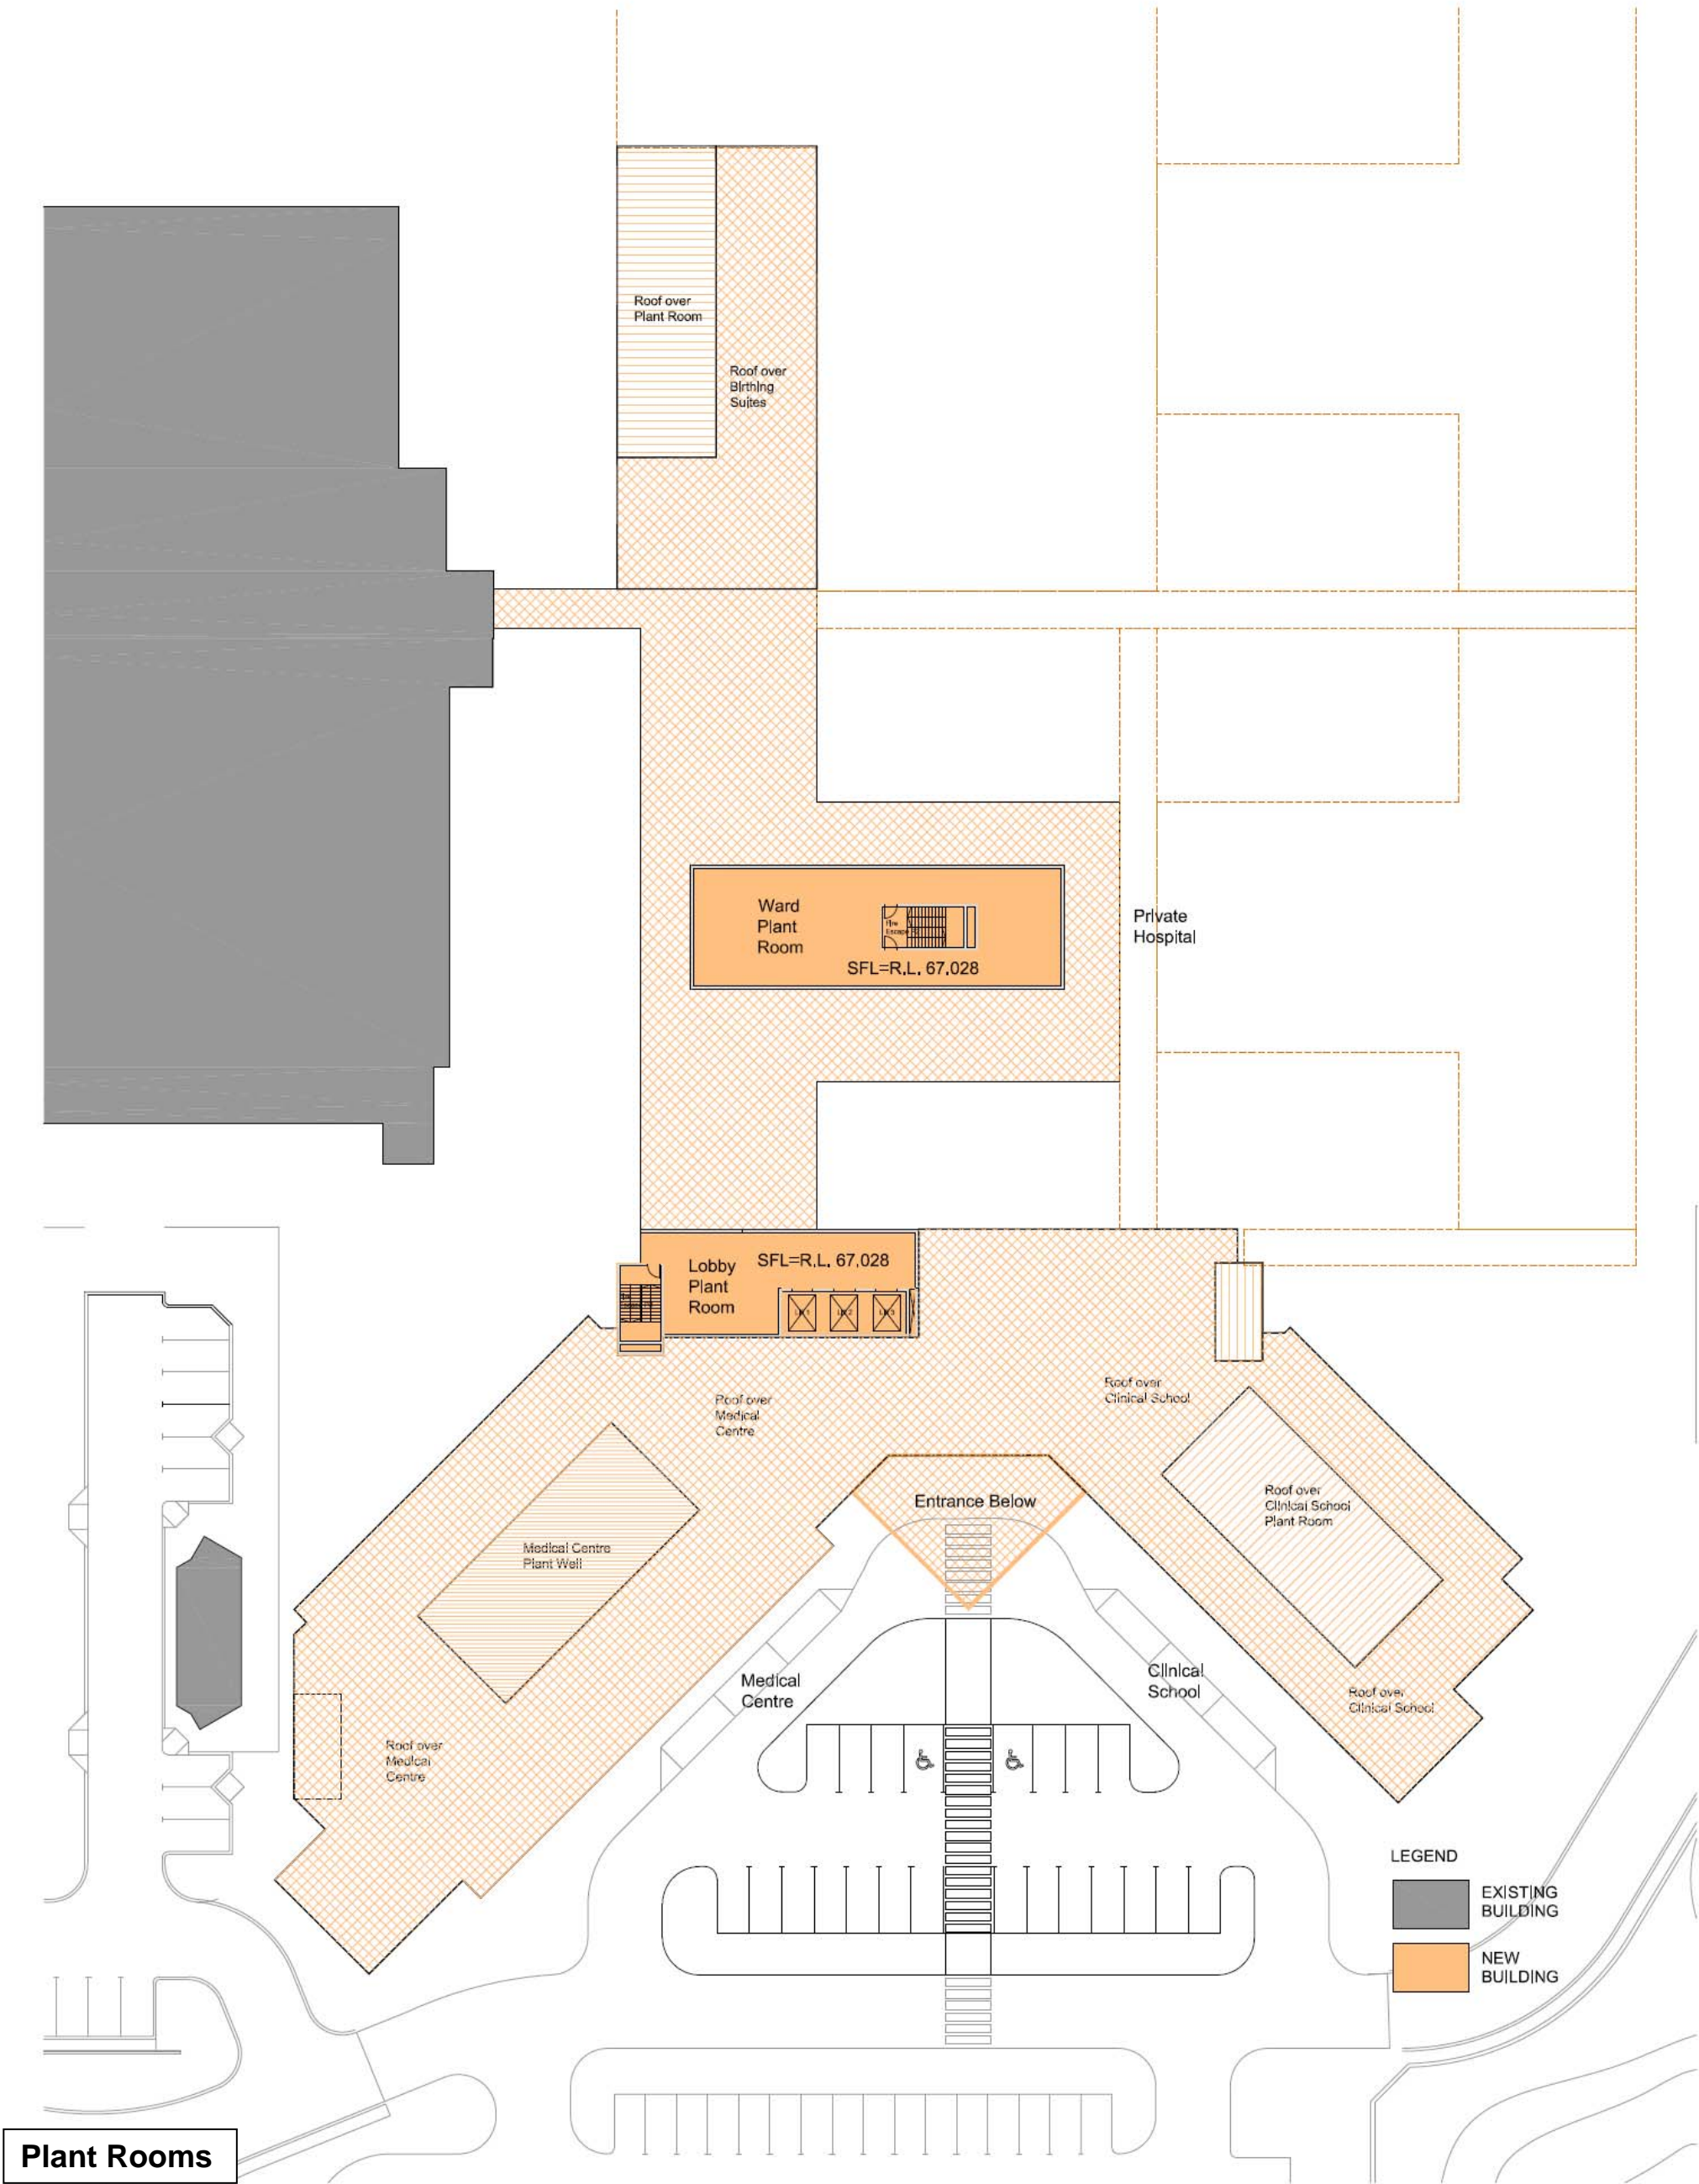 Roof over
Plant Room
Roof over
Birthing
Suites
Ward
Plant
Room
Fire
SFL=R.L. 67.028
Private
Hospital
Lobby
Plant
Room
SFL=R.L. 67.028
Roof over
Medical
Centre
Roof over
Clinical School
Entrance Below
Roof over
Clinical School
Plant Room
Medical Centre
Plant Well
Medical
Centre
Clinical
School
Roof over
Clinical School
Roof over
Medical
Centre
LEGEND
EXISTING
BUILDING
NEW
BUILDING
Plant Rooms